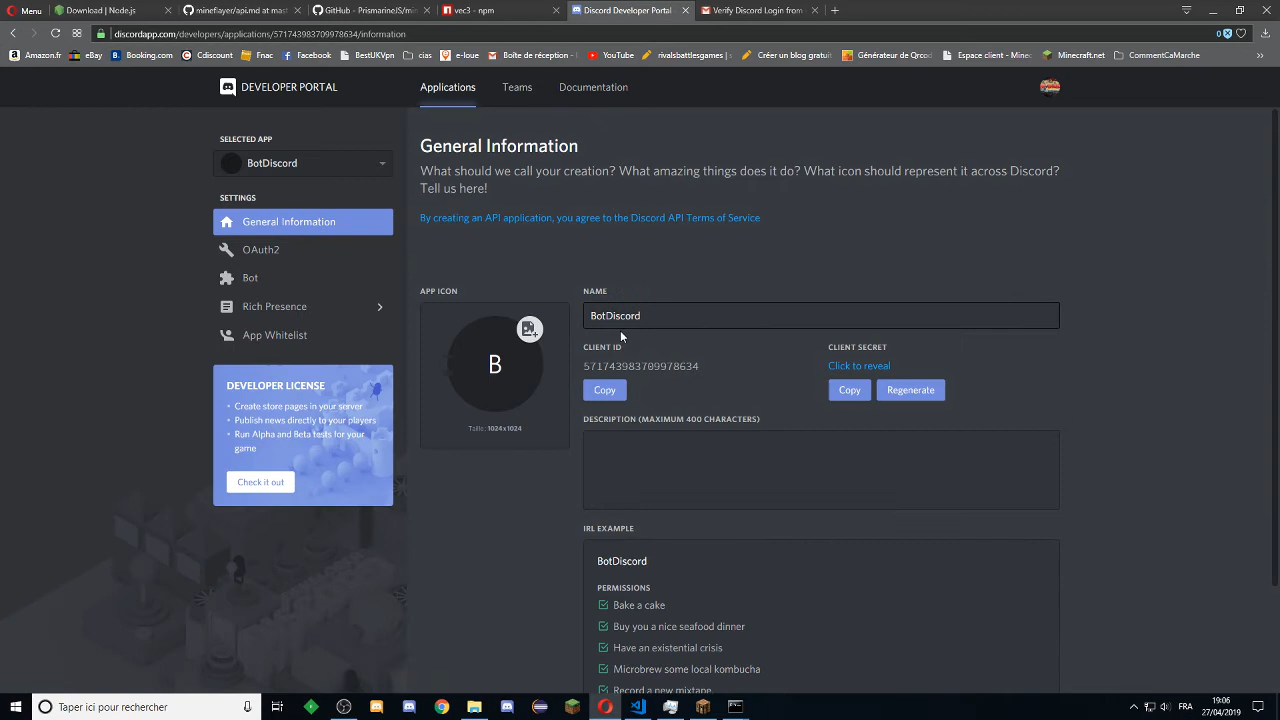 Menu
Download | Node.js
mineflayer/api.md at mast
GitHub - PrismarineJS/mi
vec3 - npm
Discord Developer Portal
Verify Discord Login from
discordapp.com/developers/applications/571743983709978634/information
0
Amazon.fr
eBay
Booking.com
Cdiscount
Fnac
Facebook
BestUKVpn
cias
e-loue
Boîte de réception - l
YouTube
rivalsbattlesgames |
Créer un blog gratuit
Générateur de Qrcod
Espace client - Mine
Minecraft.net
CommentCaMarche
DEVELOPER PORTAL
Applications
Teams
Documentation
SELECTED APP
BotDiscord
SETTINGS
General Information
OAuth2
Bot
Rich Presence
App Whitelist
DEVELOPER LICENSE
• Create store pages in your server
• Publish news directly to your players
• Run Alpha and Beta tests for your
game
Check it out
General Information
What should we call your creation? What amazing things does it do? What icon should represent it across Discord?
Tell us here!
By creating an API application, you agree to the Discord API Terms of Service
APP ICON
B
Taille : 1024x1024
NAME
BotDiscord
CLIENT ID
571743983709978634
Copy
CLIENT SECRET
Click to reveal
Copy
Regenerate
DESCRIPTION (MAXIMUM 400 CHARACTERS)
IRL EXAMPLE
BotDiscord
PERMISSIONS
Bake a cake
Buy you a nice seafood dinner
Have an existential crisis
Microbrew some local kombucha
Record a new mixtape
Taper ici pour rechercher
FRA
19:06
27/04/2019